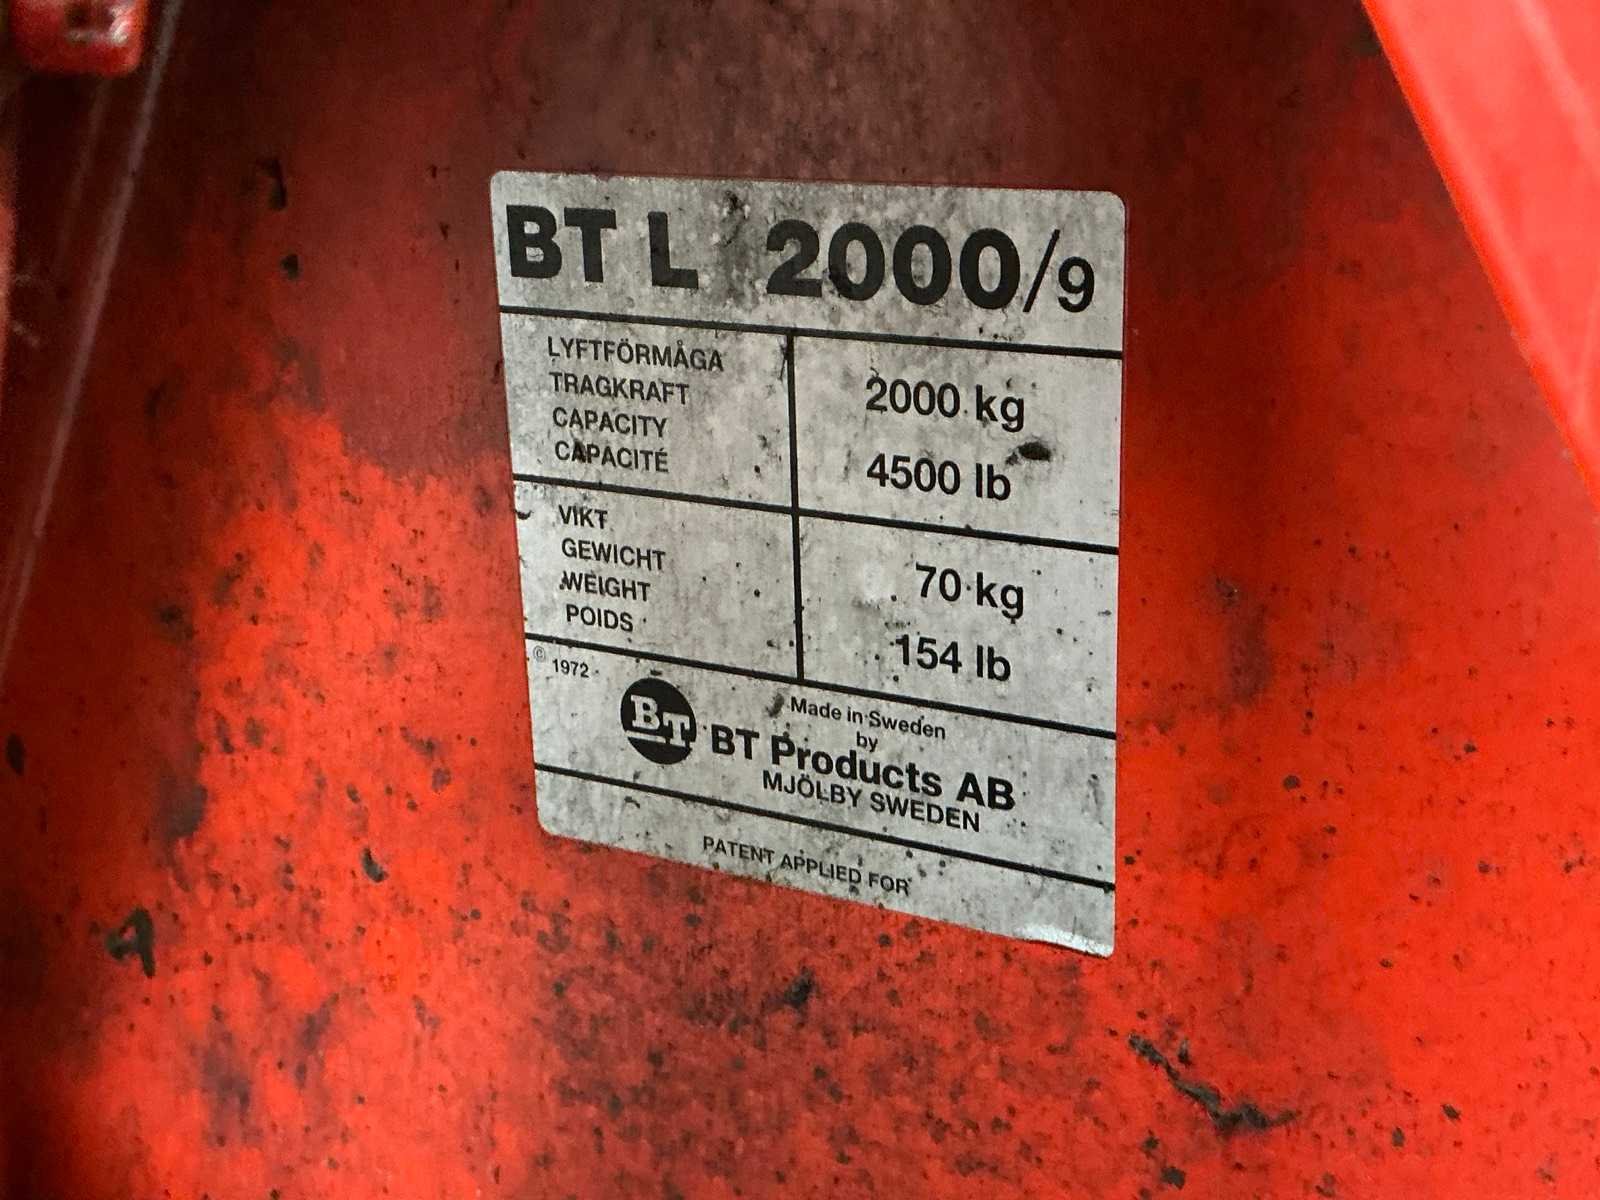 BT L 2000/9
LYFTFÖRMÅGA
TRAGKRAFT
CAPACITY
CAPACITÉ
2000 kg
4500 lb
VIKT
GEWICHT
WEIGHT
POIDS
70 kg
154 lb
© 1972
BT
Made in Sweden
by
BT Products AB
MJÖLBY SWEDEN
PATENT APPLIED FOR